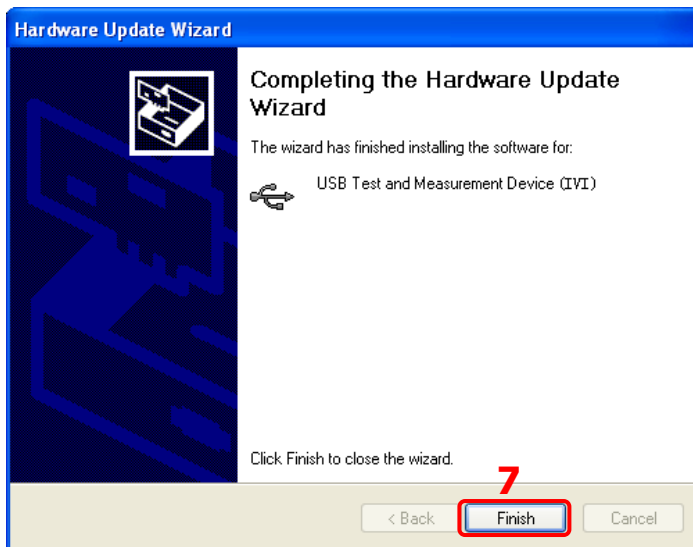 Hardware Update Wizard
Completing the Hardware Update
Wizard
The wizard has finished installing the software for:
USB Test and Measurement Device (IVI)
Click Finish to close the wizard.
7
< Back Finish Cancel